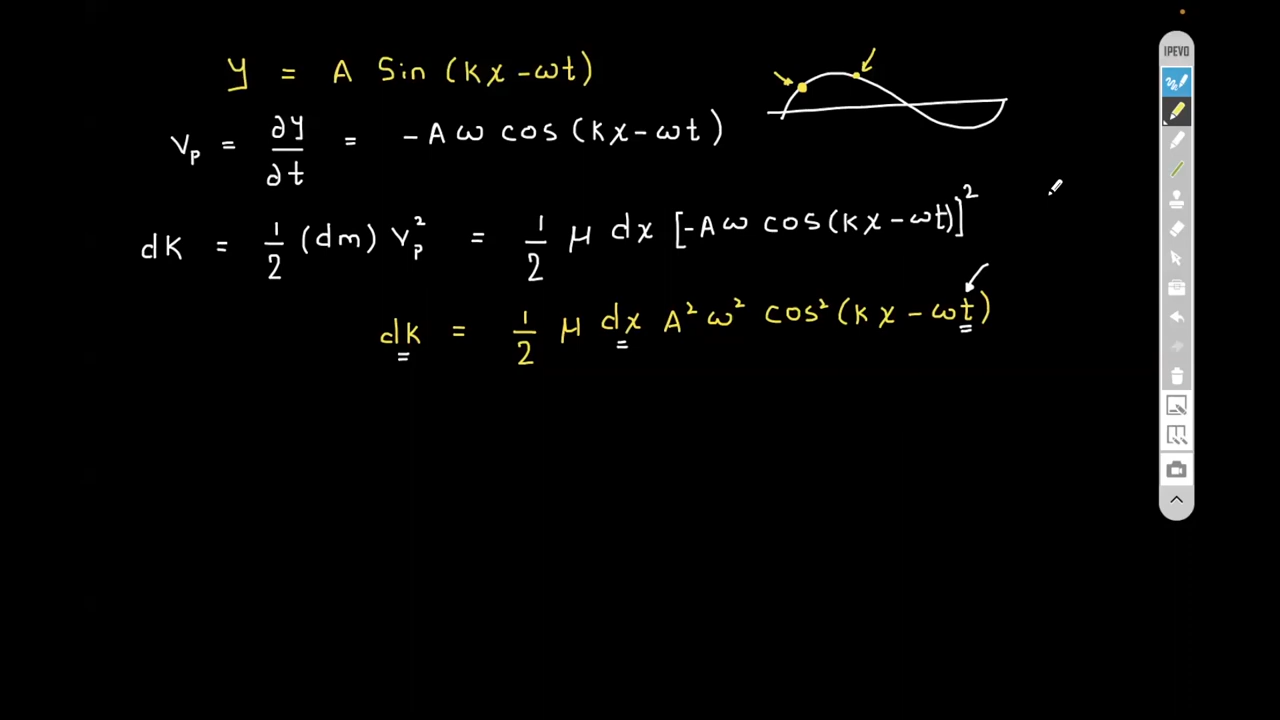 IPEVO
y = A Sin (kx - ωt)
Vp = ∂y/∂t = - A ω cos (kx - ωt)
dK = 1/2 (dm) Vp² = 1/2 μ dx [-Aω cos(kx - ωt)]²
dK = 1/2 μ dx A² ω² cos² (kx - ωt)